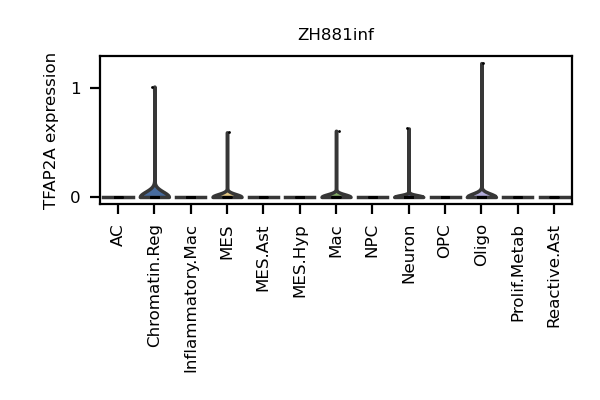 ZH881inf
TFAP2A expression
1
0
AC
Chromatin.Reg
Inflammatory.Mac
MES
MES.Ast
MES.Hyp
Mac
NPC
Neuron
OPC
Oligo
Prolif.Metab
Reactive.Ast